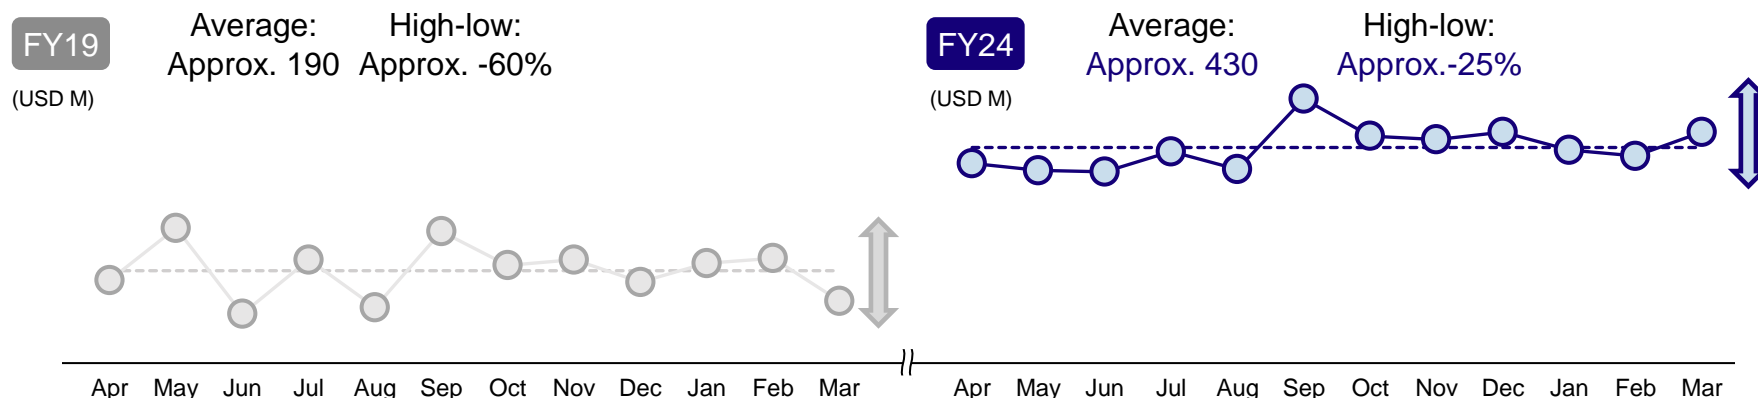 FY19
Average:
Approx. 190
High-low:
Approx. -60%
(USD M)
FY24
Average:
Approx. 430
High-low:
Approx.-25%
(USD M)
Apr May Jun Jul Aug Sep Oct Nov Dec Jan Feb Mar
Apr May Jun Jul Aug Sep Oct Nov Dec Jan Feb Mar